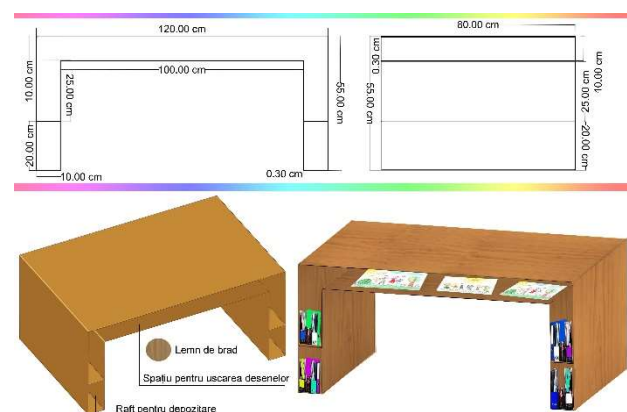 120.00 cm
10.00 cm
25.00 cm
100.00 cm
55.00 cm
20.00 cm
10.00 cm
0.30 cm
80.00 cm
0.30 cm
55.00 cm
10.00 cm
25.00 cm
20.00 cm
Lemn de brad
Spațiu pentru uscarea desenelor
Raft pentru depozitare